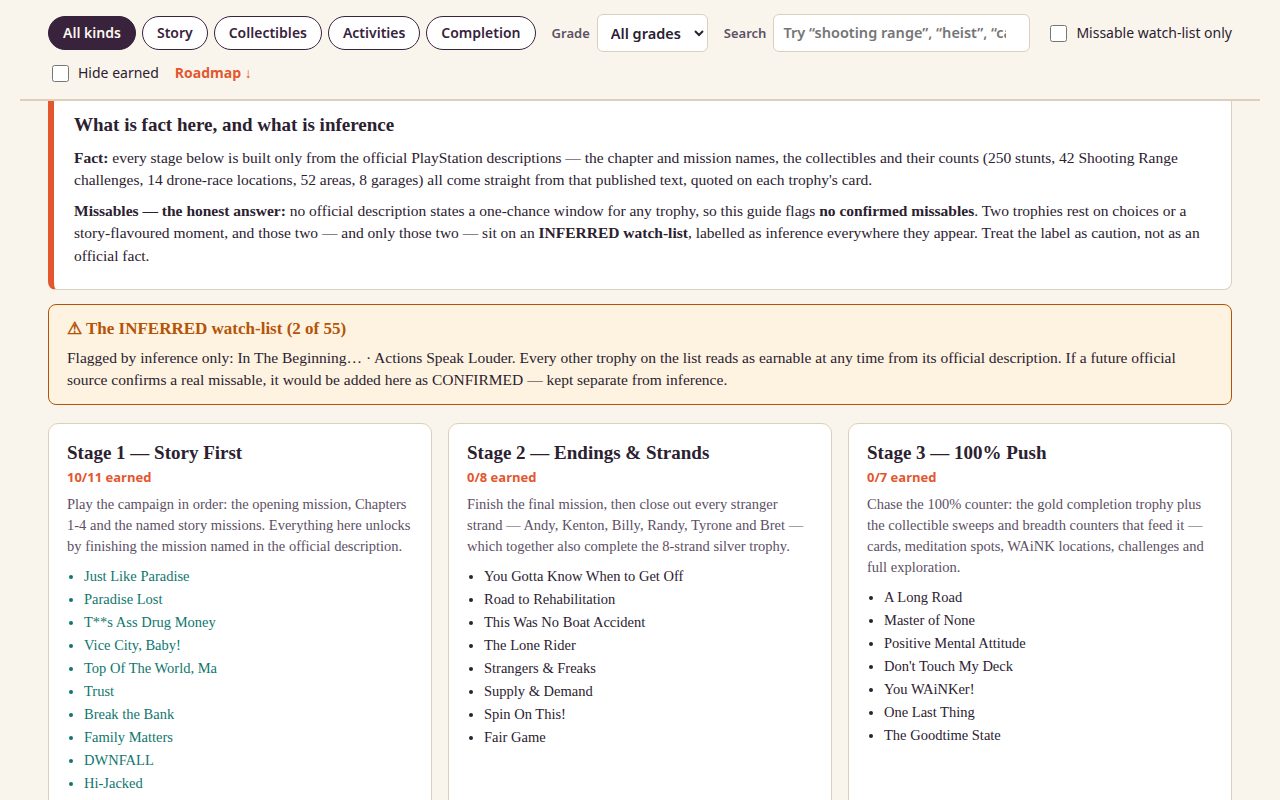 All kinds Story Collectibles Activities Completion Grade All grades Search Try “shooting range”, “heist”, “ Missable watch-list only
Hide earned Roadmap ↓
What is fact here, and what is inference
Fact: every stage below is built only from the official PlayStation descriptions — the chapter and mission names, the collectibles and their counts (250 stunts, 42 Shooting Range
challenges, 14 drone-race locations, 52 areas, 8 garages) all come straight from that published text, quoted on each trophy's card.
Missables — the honest answer: no official description states a one-chance window for any trophy, so this guide flags no confirmed missables. Two trophies rest on choices or a
story-flavoured moment, and those two — and only those two — sit on an INFERRED watch-list, labelled as inference everywhere they appear. Treat the label as caution, not as an
official fact.
⚠ The INFERRED watch-list (2 of 55)
Flagged by inference only: In The Beginning… · Actions Speak Louder. Every other trophy on the list reads as earnable at any time from its official description. If a future official
source confirms a real missable, it would be added here as CONFIRMED — kept separate from inference.
Stage 1 — Story First
10/11 earned
Play the campaign in order: the opening mission, Chapters
1-4 and the named story missions. Everything here unlocks
by finishing the mission named in the official description.
• Just Like Paradise
• Paradise Lost
• T**s Ass Drug Money
• Vice City, Baby!
• Top Of The World, Ma
• Trust
• Break the Bank
• Family Matters
• DWNFALL
• Hi-Jacked
Stage 2 — Endings & Strands
0/8 earned
Finish the final mission, then close out every stranger
strand — Andy, Kenton, Billy, Randy, Tyrone and Bret —
which together also complete the 8-strand silver trophy.
• You Gotta Know When to Get Off
• Road to Rehabilitation
• This Was No Boat Accident
• The Lone Rider
• Strangers & Freaks
• Supply & Demand
• Spin On This!
• Fair Game
Stage 3 — 100% Push
0/7 earned
Chase the 100% counter: the gold completion trophy plus
the collectible sweeps and breadth counters that feed it —
cards, meditation spots, WAiNK locations, challenges and
full exploration.
• A Long Road
• Master of None
• Positive Mental Attitude
• Don't Touch My Deck
• You WAiNKer!
• One Last Thing
• The Goodtime State